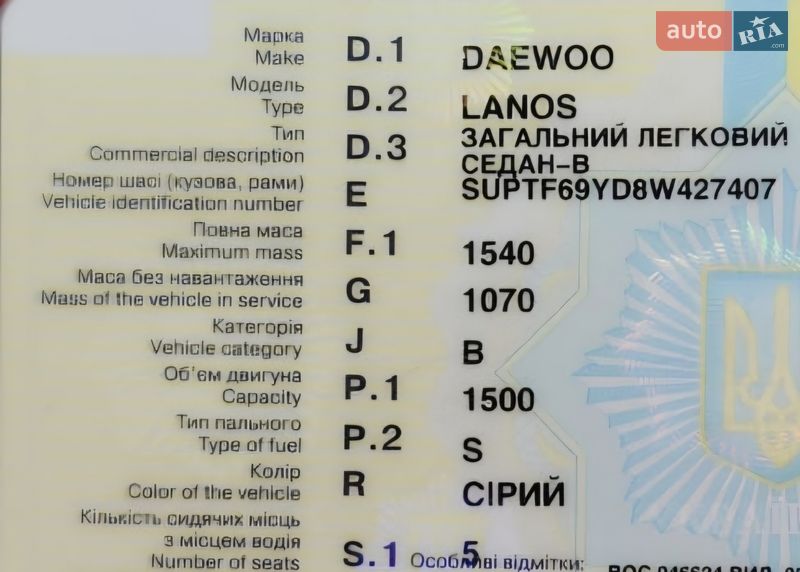 auto RIA .com
Марка D.1 DAEWOO
Make
Модель D.2 LANOS
Type
Тип D.3 ЗАГАЛЬНИЙ ЛЕГКОВИЙ
Commercial description СЕДАН-В
Номер шасі (кузова, рами) E SUPTF69YD8W427407
Vehicle identification number
Повна маса F.1 1540
Maximum mass
Маса без навантаження G 1070
Mass of the vehicle in service
Категорія J B
Vehicle category
Об'єм двигуна P.1 1500
Capacity
Тип пального P.2 S
Type of fuel
Колір R СІРИЙ
Color of the vehicle
Кількість сидячих місць
з місцем водія S.1 5
Number of seats Особливі відмітки: